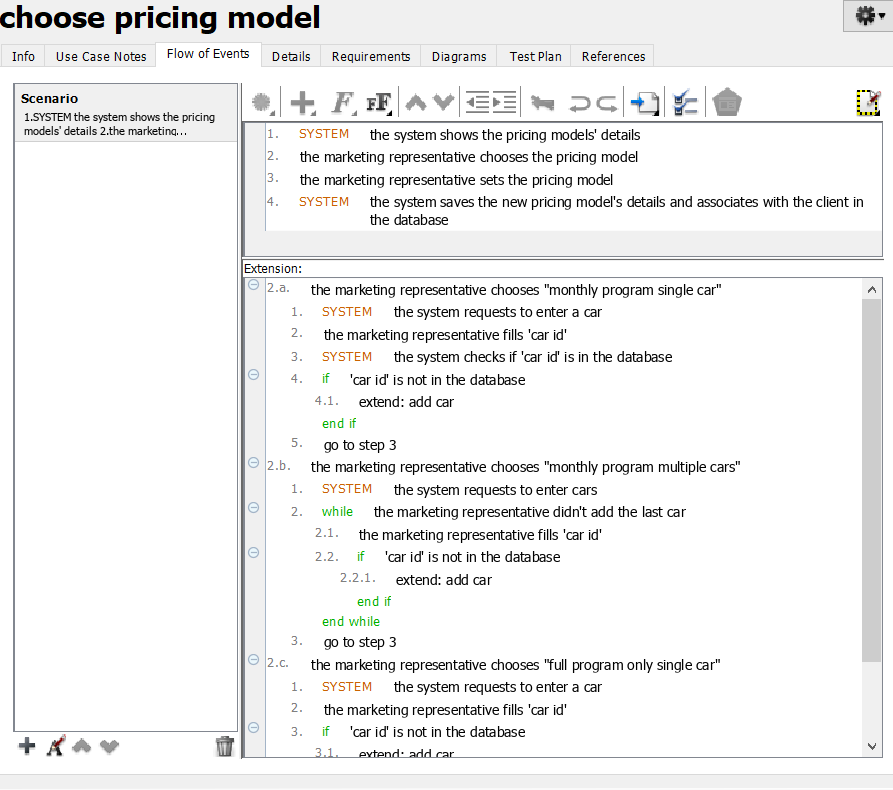 choose pricing model
Info Use Case Notes Flow of Events Details Requirements Diagrams Test Plan References
Scenario
1.SYSTEM the system shows the pricing
models' details 2.the marketing...
1. SYSTEM the system shows the pricing models' details
2. the marketing representative chooses the pricing model
3. the marketing representative sets the pricing model
4. SYSTEM the system saves the new pricing model's details and associates with the client in
the database
Extension:
2.a. the marketing representative chooses "monthly program single car"
1. SYSTEM the system requests to enter a car
2. the marketing representative fills 'car id'
3. SYSTEM the system checks if 'car id' is in the database
4. if 'car id' is not in the database
4.1. extend: add car
end if
5. go to step 3
2.b. the marketing representative chooses "monthly program multiple cars"
1. SYSTEM the system requests to enter cars
2. while the marketing representative didn't add the last car
2.1. the marketing representative fills 'car id'
2.2. if 'car id' is not in the database
2.2.1. extend: add car
end if
end while
3. go to step 3
2.c. the marketing representative chooses "full program only single car"
1. SYSTEM the system requests to enter a car
2. the marketing representative fills 'car id'
3. if 'car id' is not in the database
3.1. extend: add car